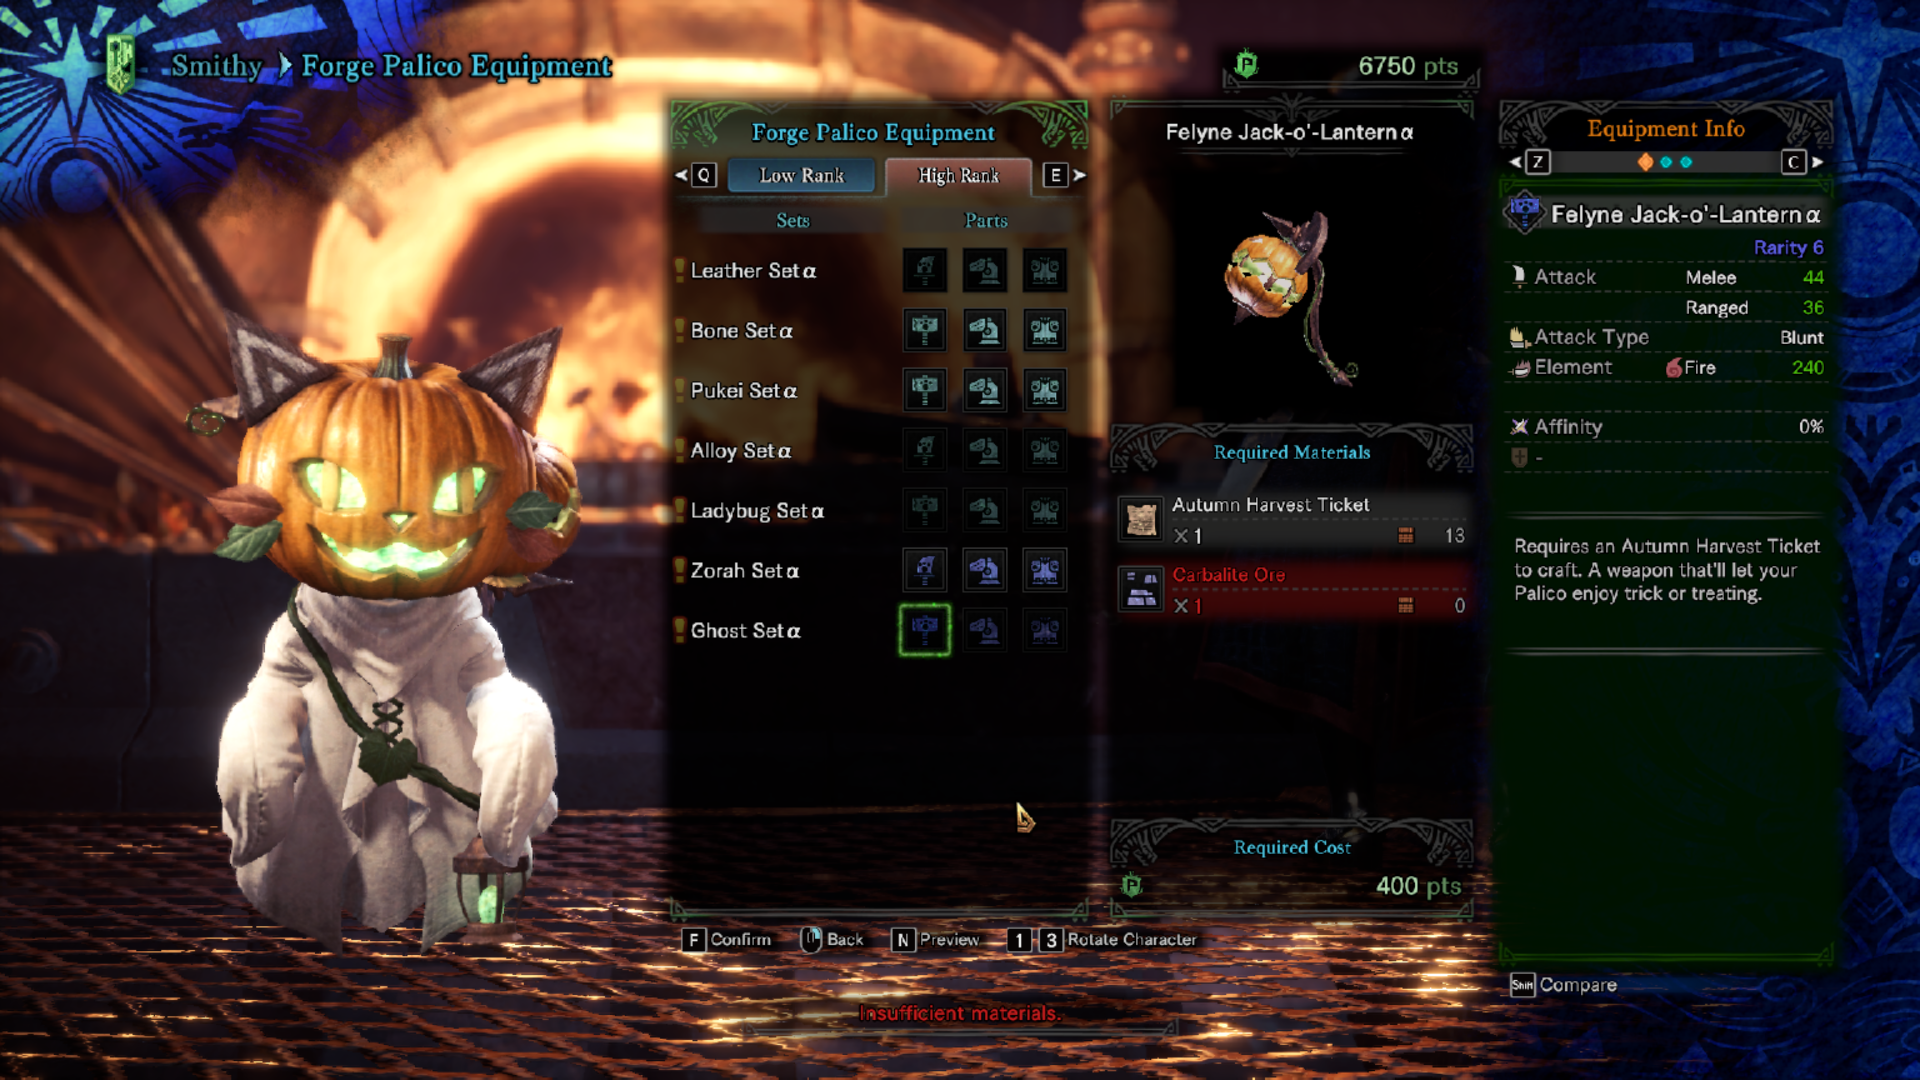 Smithy Forge Palico Equipment
6750 pts
Forge Palico Equipment
Q Low Rank High Rank E
Sets Parts
Leather Set α
Bone Set α
Pukei Set α
Alloy Set α
Ladybug Set α
Zorah Set α
Ghost Set α
Felyne Jack-o'-Lantern α
Required Materials
Autumn Harvest Ticket
× 1 13
Carbalite Ore
× 1 0
Required Cost
400 pts
Equipment Info
Z C
Felyne Jack-o'-Lantern α
Rarity 6
Attack Melee 44
Ranged 36
Attack Type Blunt
Element Fire 240
Affinity 0%
-
Requires an Autumn Harvest Ticket
to craft. A weapon that'll let your
Palico enjoy trick or treating.
F Confirm Back N Preview 1 3 Rotate Character
Shift Compare
Insufficient materials.